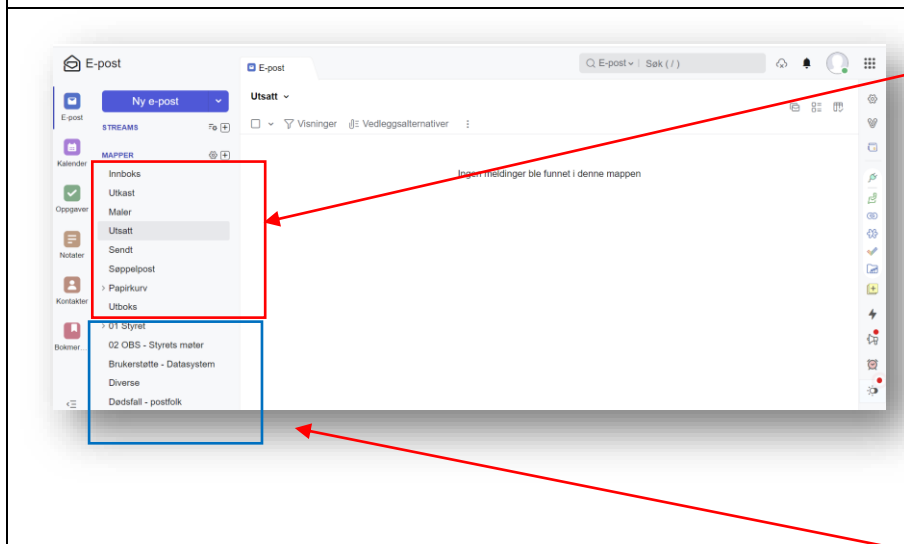 E-post
E-post
E-post
Søk ( / )
E-post
Kalender
Oppgaver
Notater
Kontakter
Bokmer...
Ny e-post
STREAMS
MAPPER
Innboks
Utkast
Maler
Utsatt
Sendt
Søppelpost
Papirkurv
Utboks
01 Styret
02 OBS - Styrets møter
Brukerstøtte - Datasystem
Diverse
Dødsfall - postfolk
Utsatt
Visninger
Vedleggsalternativer
Ingen meldinger ble funnet i denne mappen